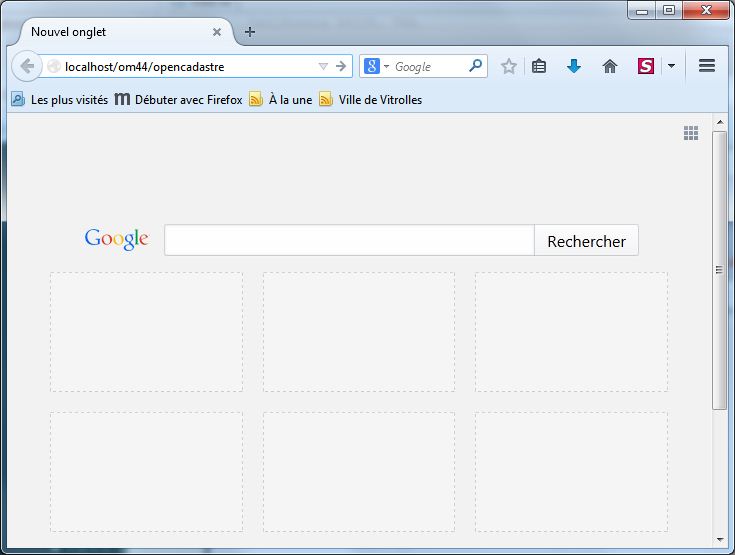 Nouvel onglet
localhost/om44/opencadastre
Google
Les plus visités
Débuter avec Firefox
À la une
Ville de Vitrolles
Google
Rechercher